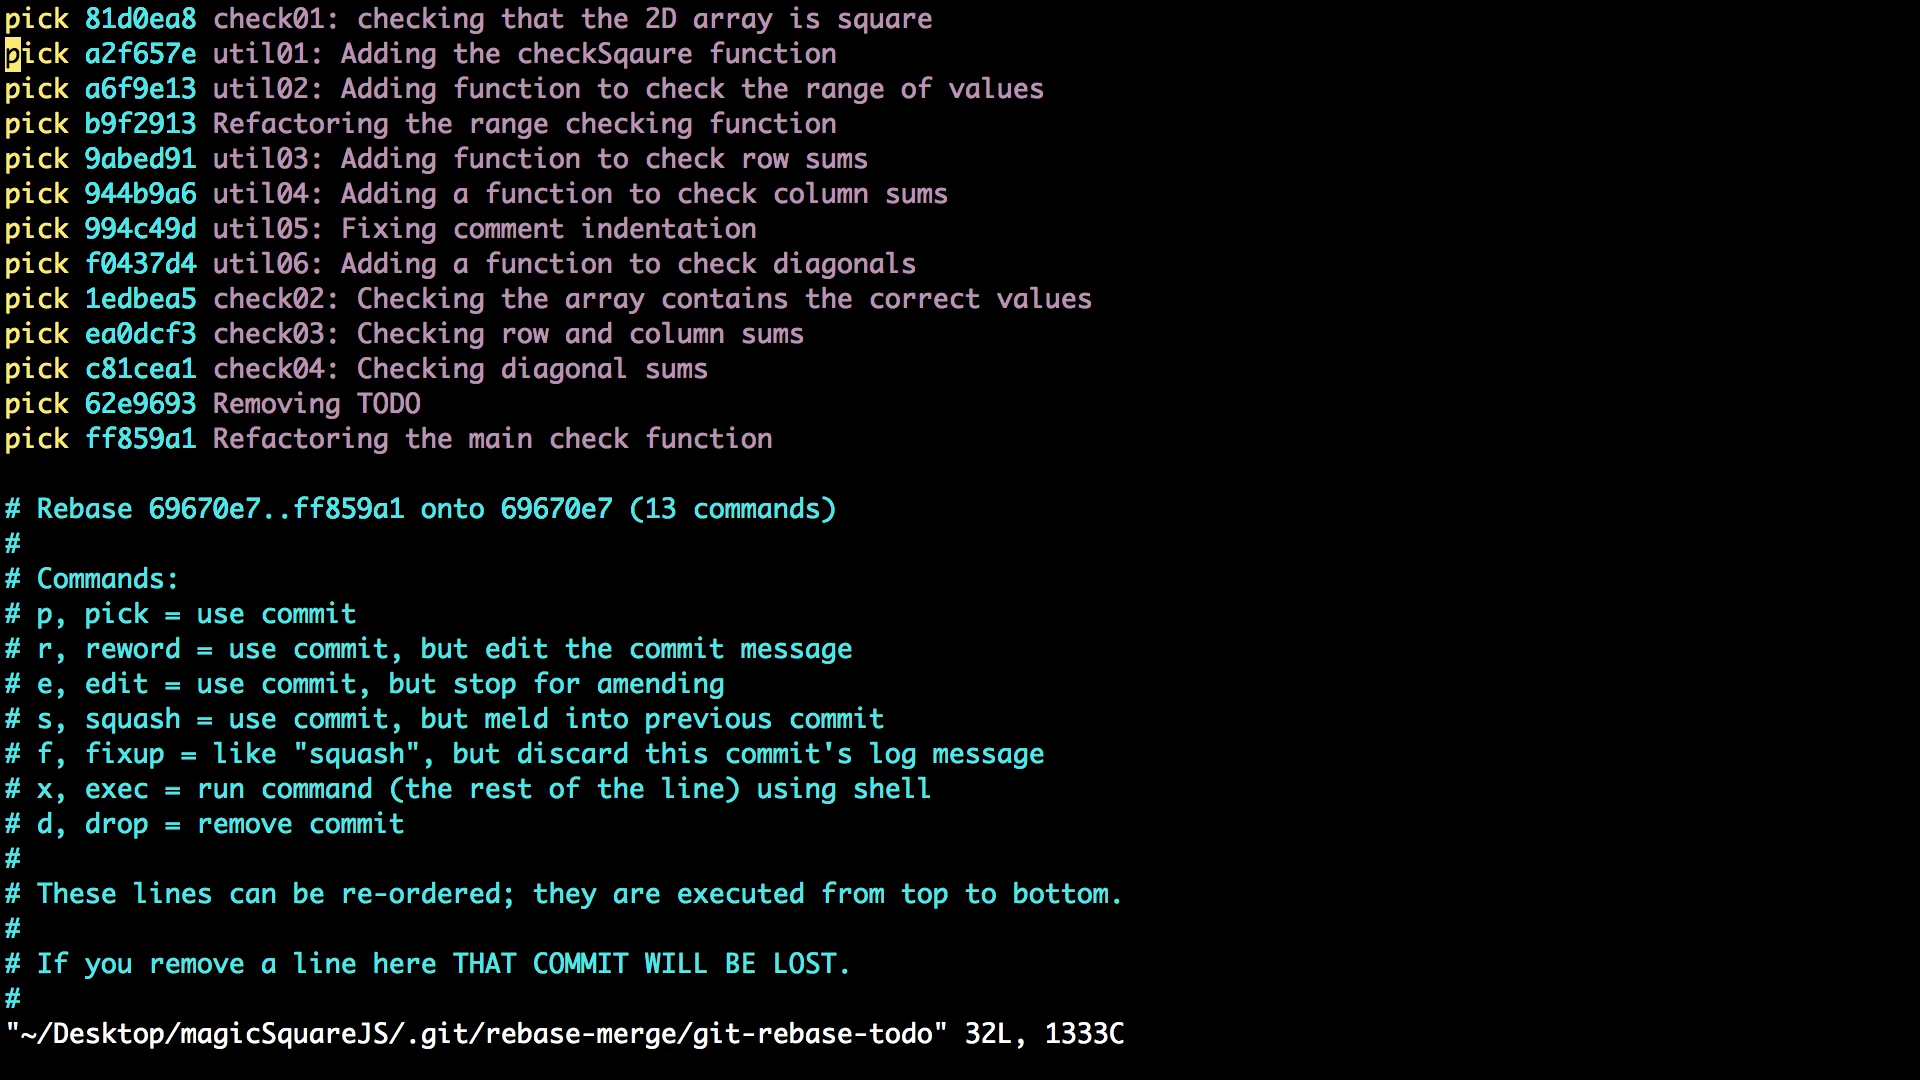 pick 81d0ea8 check01: checking that the 2D array is square
pick a2f657e util01: Adding the checkSqaure function
pick a6f9e13 util02: Adding function to check the range of values
pick b9f2913 Refactoring the range checking function
pick 9abed91 util03: Adding function to check row sums
pick 944b9a6 util04: Adding a function to check column sums
pick 994c49d util05: Fixing comment indentation
pick f0437d4 util06: Adding a function to check diagonals
pick 1edbea5 check02: Checking the array contains the correct values
pick ea0dcf3 check03: Checking row and column sums
pick c81cea1 check04: Checking diagonal sums
pick 62e9693 Removing TODO
pick ff859a1 Refactoring the main check function
# Rebase 69670e7..ff859a1 onto 69670e7 (13 commands)
#
# Commands:
# p, pick = use commit
# r, reword = use commit, but edit the commit message
# e, edit = use commit, but stop for amending
# s, squash = use commit, but meld into previous commit
# f, fixup = like "squash", but discard this commit's log message
# x, exec = run command (the rest of the line) using shell
# d, drop = remove commit
#
# These lines can be re-ordered; they are executed from top to bottom.
#
# If you remove a line here THAT COMMIT WILL BE LOST.
#
"~/Desktop/magicSquareJS/.git/rebase-merge/git-rebase-todo" 32L, 1333C